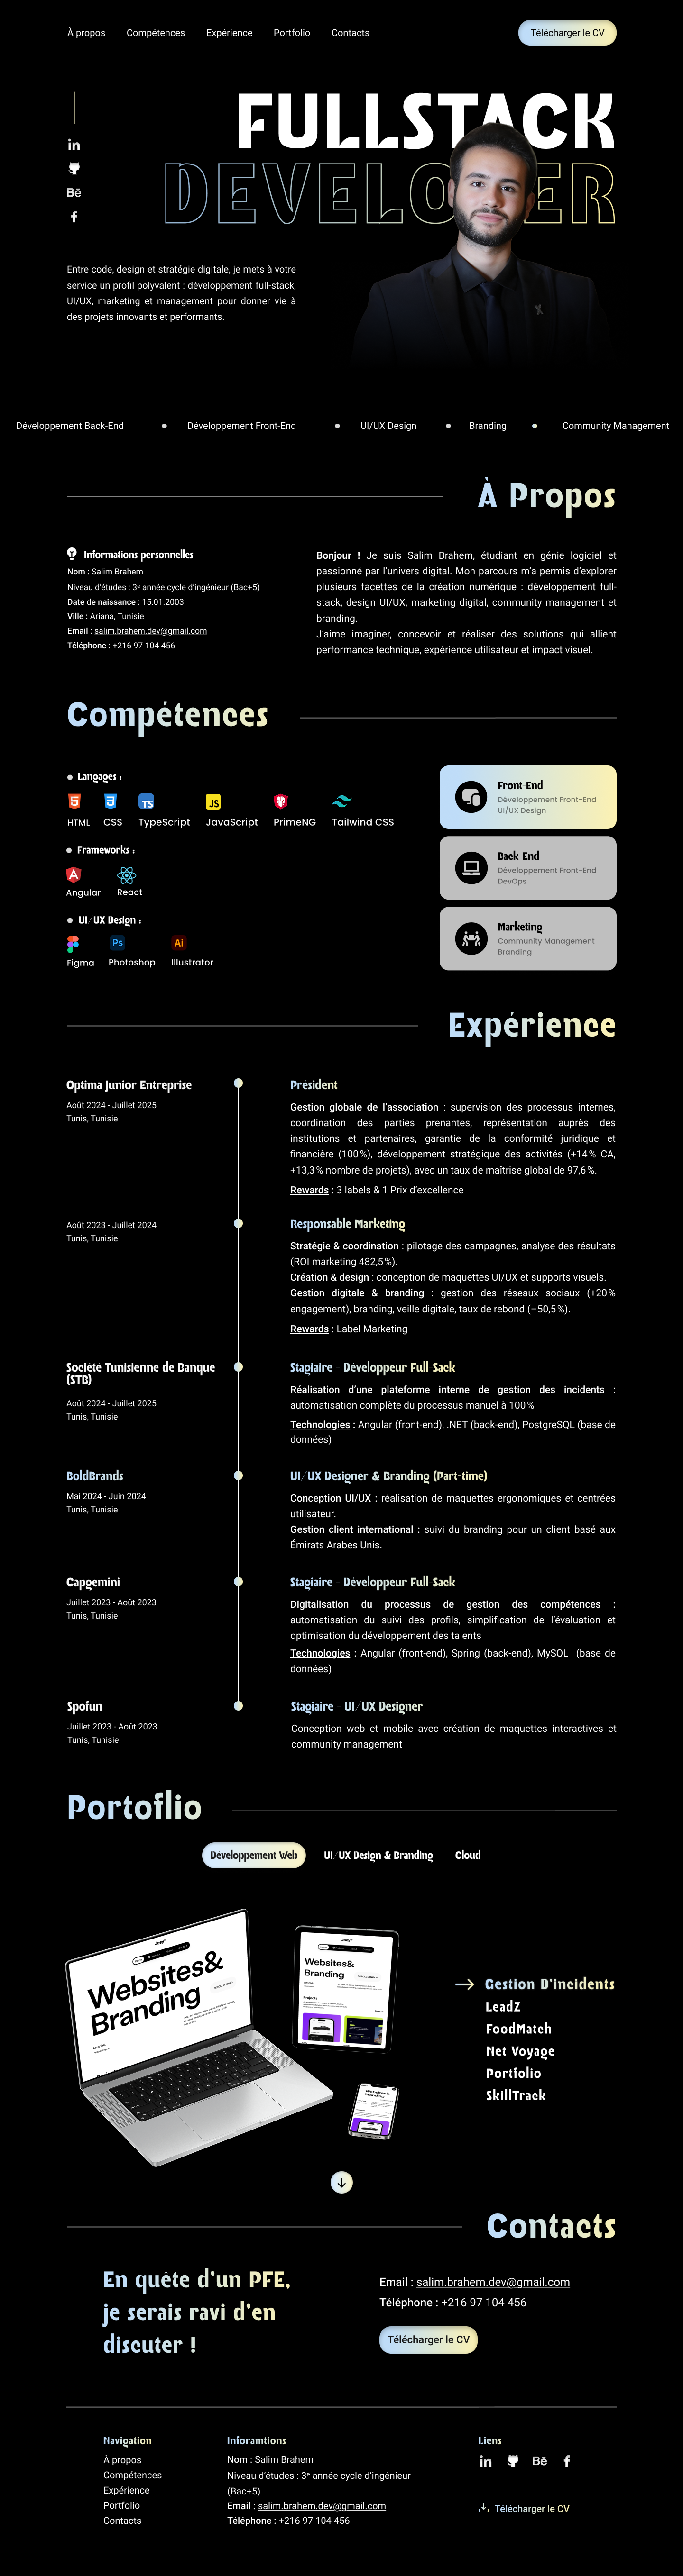 À propos
Compétences
Expérience
Portfolio
Contacts
Télécharger le CV
FULLSTACK
DEVELOPER
in
Bē
f
Entre code, design et stratégie digitale, je mets à votre
service un profil polyvalent : développement full-stack,
UI/UX, marketing et management pour donner vie à
des projets innovants et performants.
Développement Back-End
Développement Front-End
UI/UX Design
Branding
Community Management
À Propos
Informations personnelles
Nom : Salim Brahem
Niveau d'études : 3ᵉ année cycle d'ingénieur (Bac+5)
Date de naissance : 15.01.2003
Ville : Ariana, Tunisie
Email : salim.brahem.dev@gmail.com
Téléphone : +216 97 104 456
Bonjour ! Je suis Salim Brahem, étudiant en génie logiciel et
passionné par l'univers digital. Mon parcours m'a permis d'explorer
plusieurs facettes de la création numérique : développement full-
stack, design UI/UX, marketing digital, community management et
branding.
J'aime imaginer, concevoir et réaliser des solutions qui allient
performance technique, expérience utilisateur et impact visuel.
Compétences
Langages :
HTML
CSS
TS
TypeScript
JS
JavaScript
PrimeNG
Tailwind CSS
Frameworks :
Angular
React
UI/UX Design :
Figma
Ps
Photoshop
Ai
Illustrator
Front-End
Développement Front-End
UI/UX Design
Back-End
Développement Front-End
DevOps
Marketing
Community Management
Branding
Expérience
Optima Junior Entreprise
Août 2024 - Juillet 2025
Tunis, Tunisie
Président
Gestion globale de l'association : supervision des processus internes,
coordination des parties prenantes, représentation auprès des
institutions et partenaires, garantie de la conformité juridique et
financière (100 %), développement stratégique des activités (+14 % CA,
+13,3 % nombre de projets), avec un taux de maîtrise global de 97,6 %.
Rewards : 3 labels & 1 Prix d'excellence
Août 2023 - Juillet 2024
Tunis, Tunisie
Responsable Marketing
Stratégie & coordination : pilotage des campagnes, analyse des résultats
(ROI marketing 482,5 %).
Création & design : conception de maquettes UI/UX et supports visuels.
Gestion digitale & branding : gestion des réseaux sociaux (+20 %
engagement), branding, veille digitale, taux de rebond (−50,5 %).
Rewards : Label Marketing
Société Tunisienne de Banque
(STB)
Août 2024 - Juillet 2025
Tunis, Tunisie
Stagiaire - Développeur Full-Sack
Réalisation d'une plateforme interne de gestion des incidents :
automatisation complète du processus manuel à 100 %
Technologies : Angular (front-end), .NET (back-end), PostgreSQL (base de
données)
BoldBrands
Mai 2024 - Juin 2024
Tunis, Tunisie
UI/UX Designer & Branding (Part-time)
Conception UI/UX : réalisation de maquettes ergonomiques et centrées
utilisateur.
Gestion client international : suivi du branding pour un client basé aux
Émirats Arabes Unis.
Capgemini
Juillet 2023 - Août 2023
Tunis, Tunisie
Stagiaire - Développeur Full-Sack
Digitalisation du processus de gestion des compétences :
automatisation du suivi des profils, simplification de l'évaluation et
optimisation du développement des talents
Technologies : Angular (front-end), Spring (back-end), MySQL (base de
données)
Spofun
Juillet 2023 - Août 2023
Tunis, Tunisie
Stagiaire - UI/UX Designer
Conception web et mobile avec création de maquettes interactives et
community management
Portoflio
Développement Web
UI/UX Design & Branding
Cloud
Websites&
Branding
Websites&
Branding
Projects
Websites&
Branding
Gestion D'incidents
LeadZ
FoodMatch
Net Voyage
Portfolio
SkillTrack
Contacts
En quête d'un PFE,
je serais ravi d'en
discuter !
Email : salim.brahem.dev@gmail.com
Téléphone : +216 97 104 456
Télécharger le CV
Navigation
À propos
Compétences
Expérience
Portfolio
Contacts
Inforamtions
Nom : Salim Brahem
Niveau d'études : 3ᵉ année cycle d'ingénieur
(Bac+5)
Email : salim.brahem.dev@gmail.com
Téléphone : +216 97 104 456
Liens
in
Bē
f
Télécharger le CV